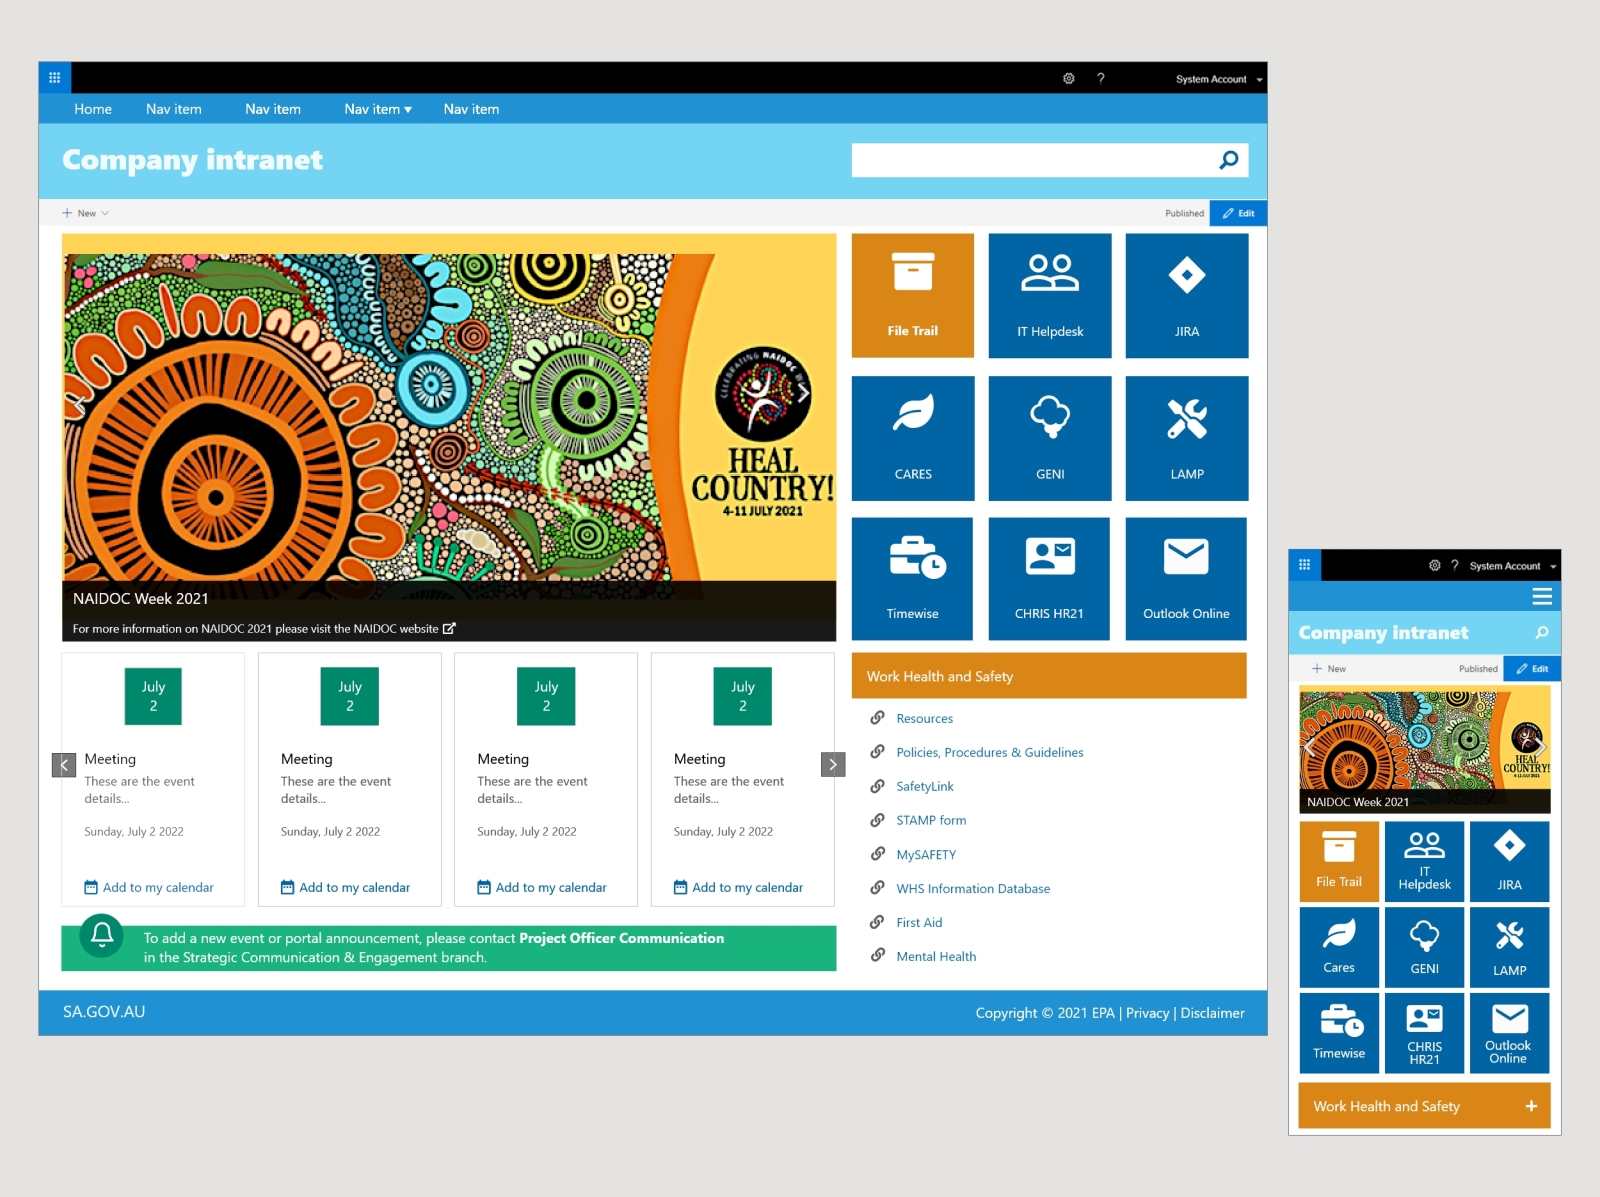 System Account
Home Nav item Nav item Nav item Nav item
Company intranet
New
Published Edit
CELEBRATING NAIDOC
HEAL
COUNTRY!
4-11 JULY 2021
NAIDOC Week 2021
For more information on NAIDOC 2021 please visit the NAIDOC website
File Trail
IT Helpdesk
JIRA
CARES
GENI
LAMP
Timewise
CHRIS HR21
Outlook Online
July
2
Meeting
These are the event
details...
Sunday, July 2 2022
Add to my calendar
July
2
Meeting
These are the event
details...
Sunday, July 2 2022
Add to my calendar
July
2
Meeting
These are the event
details...
Sunday, July 2 2022
Add to my calendar
July
2
Meeting
These are the event
details...
Sunday, July 2 2022
Add to my calendar
To add a new event or portal announcement, please contact Project Officer Communication
in the Strategic Communication & Engagement branch.
Work Health and Safety
Resources
Policies, Procedures & Guidelines
SafetyLink
STAMP form
MySAFETY
WHS Information Database
First Aid
Mental Health
SA.GOV.AU
Copyright © 2021 EPA | Privacy | Disclaimer
System Account
Company intranet
New
Published Edit
HEAL
COUNTRY!
4-11 JULY 2021
NAIDOC Week 2021
File Trail
IT
Helpdesk
JIRA
Cares
GENI
LAMP
Timewise
CHRIS
HR21
Outlook
Online
Work Health and Safety